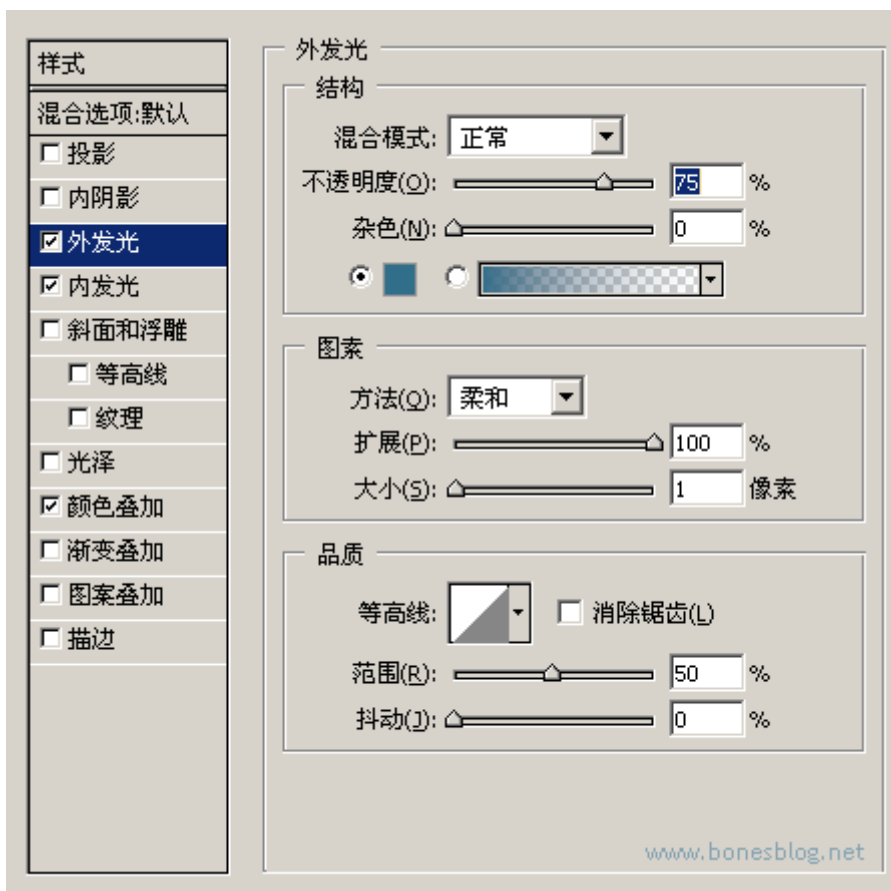 样式
混合选项:默认
投影
内阴影
外发光
内发光
斜面和浮雕
等高线
纹理
光泽
颜色叠加
渐变叠加
图案叠加
描边
外发光
结构
混合模式: 正常
不透明度(O): 75 %
杂色(N): 0 %
图素
方法(Q): 柔和
扩展(P): 100 %
大小(S): 1 像素
品质
等高线: 消除锯齿(L)
范围(R): 50 %
抖动(J): 0 %
www.bonesblog.net